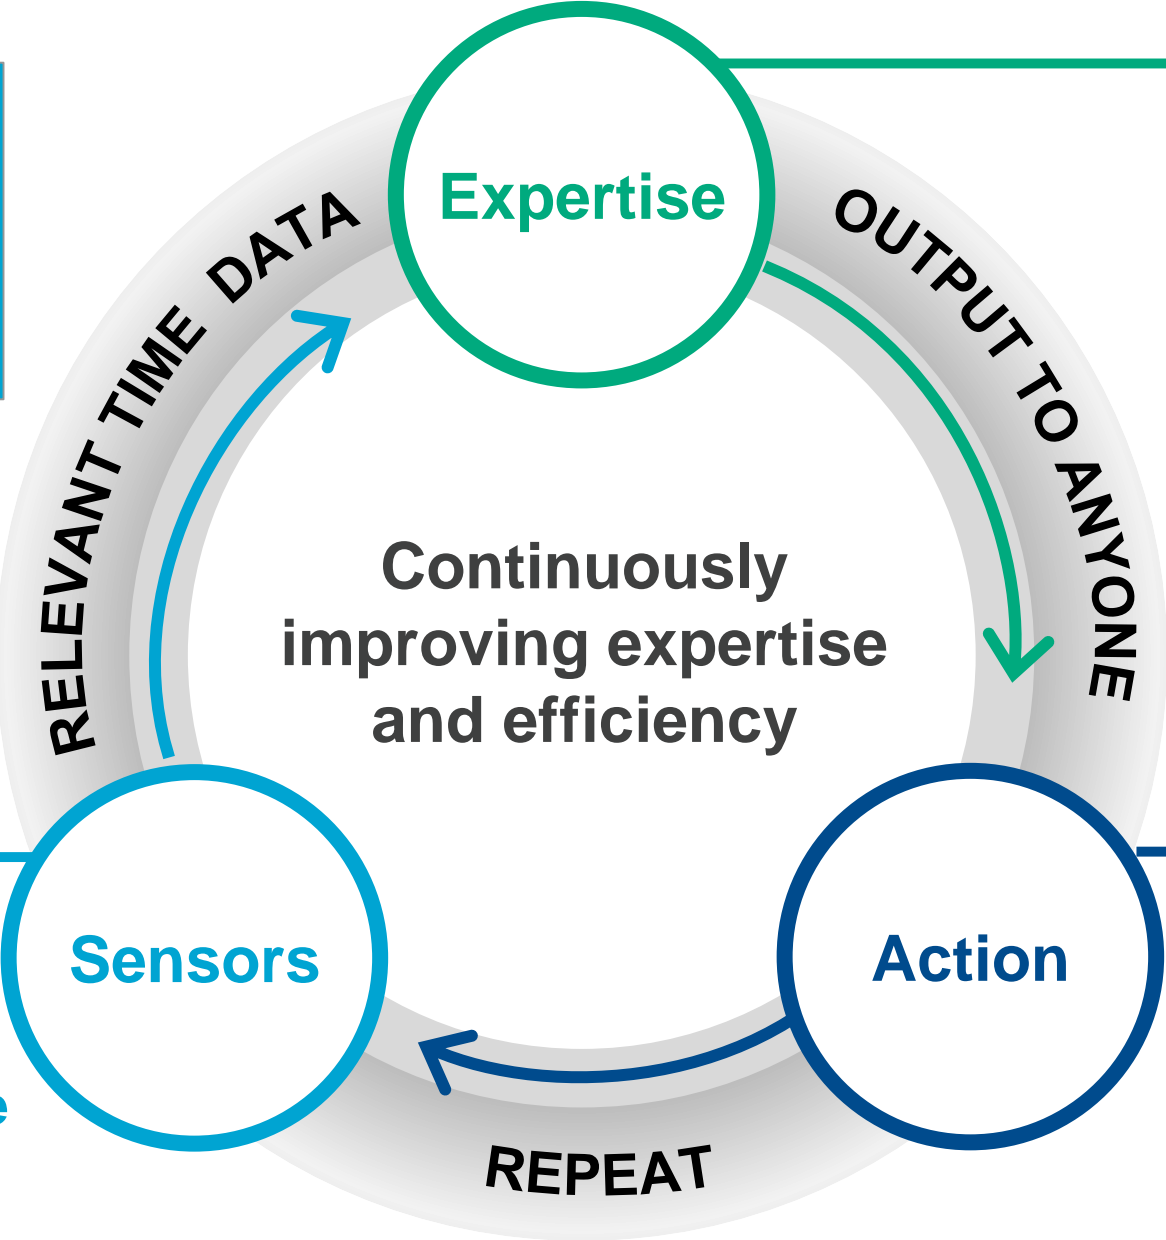 Expertise
RELEVANT TIME DATA
OUTPUT TO ANYONE
Continuously
improving expertise
and efficiency
Sensors
Action
e
REPEAT